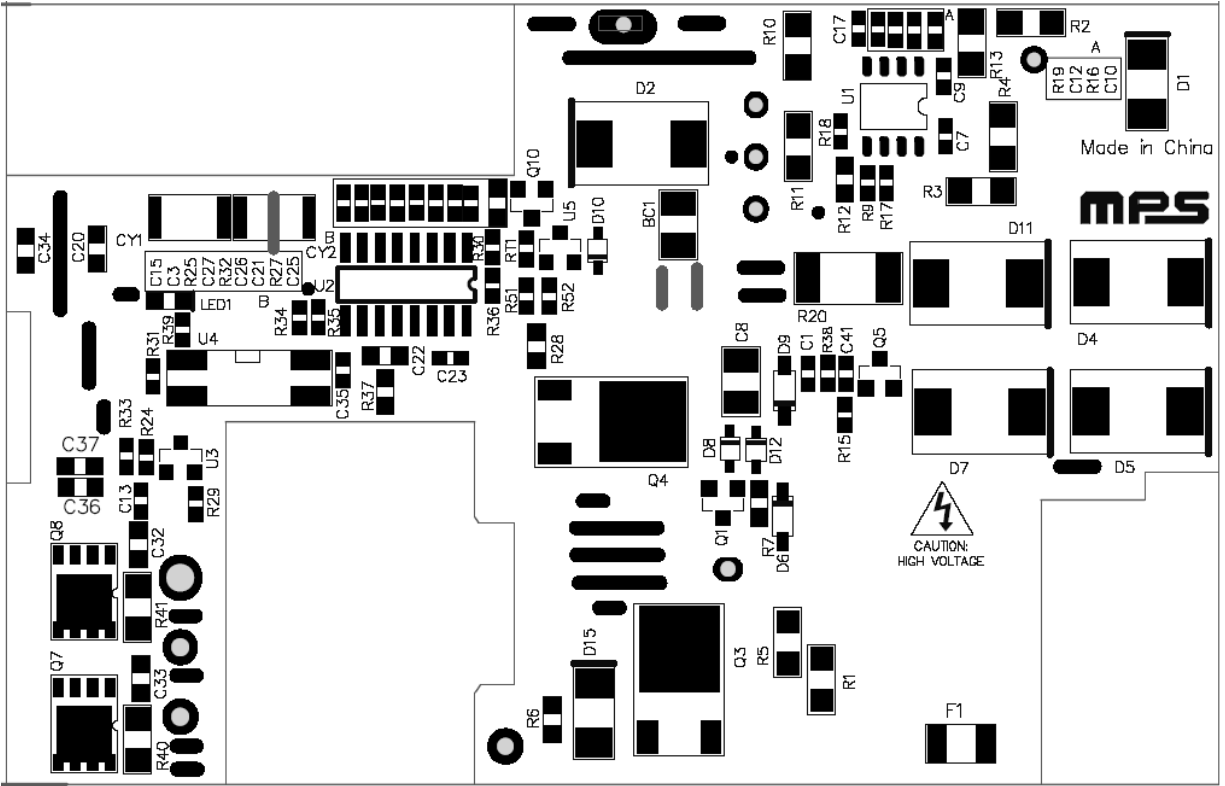 R10
C17
A
R13
R2
A
R19
C12
R16
C10
D1
D2
U1
C9
R4
R18
C7
Made in China
Q10
R11
R12
R9
R17
R3
MPS
C34
C20
CY1
B
CY2
R30
RT1
U5
D10
BC1
D11
C15
C3
R25
C27
R32
C26
C21
R27
C25
LED1
B
U2
R34
R35
R36
R51
R52
R20
D4
R31
R39
U4
C35
R37
C22
C23
R28
C8
D9
C1
R38
C41
Q5
R33
R24
C37
C36
U3
C13
R29
Q4
D8
D12
R15
D7
D5
Q8
C32
Q1
R7
D6
CAUTION:
HIGH VOLTAGE
R41
Q7
C33
R40
D15
R6
Q3
R5
R1
F1